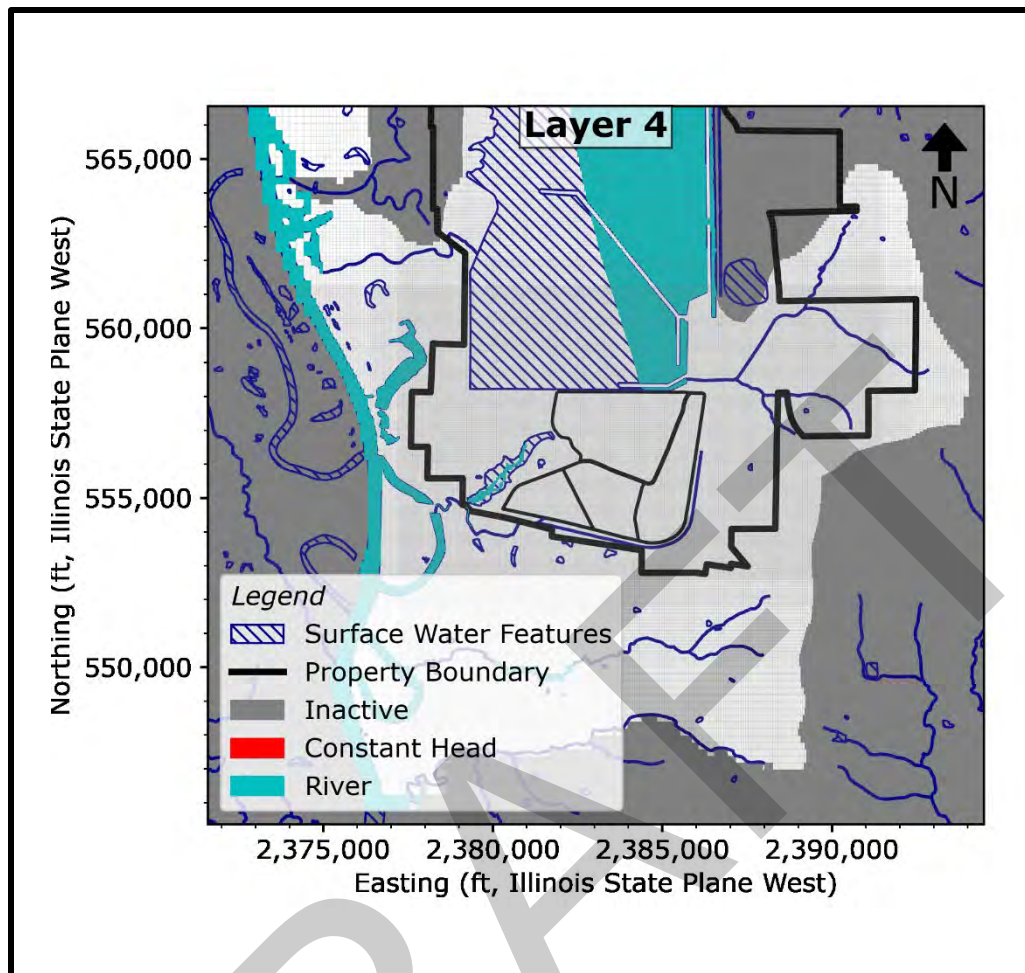 Layer 4
N
565,000
560,000
555,000
550,000
Northing (ft, Illinois State Plane West)
Legend
Surface Water Features
Property Boundary
Inactive
Constant Head
River
2,375,000 2,380,000 2,385,000 2,390,000
Easting (ft, Illinois State Plane West)
DRAFT